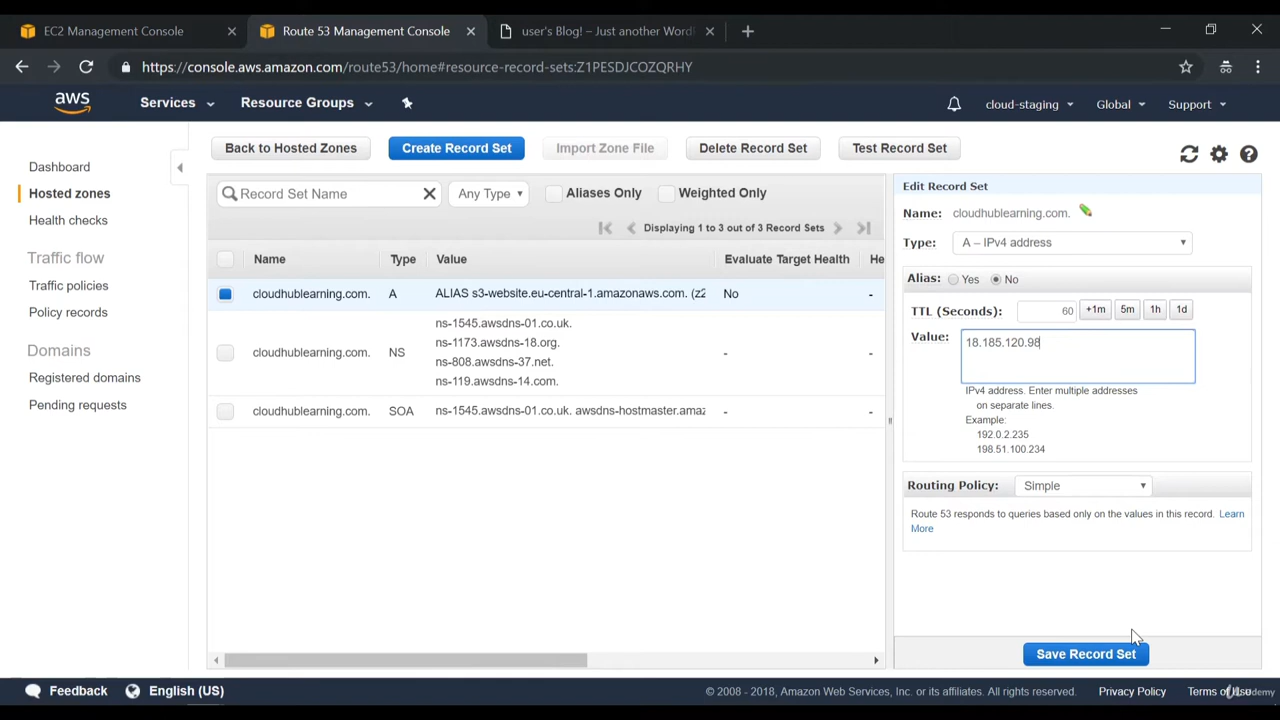 EC2 Management Console
Route 53 Management Console
user's Blog! – Just another Word
https://console.aws.amazon.com/route53/home#resource-record-sets:Z1PESDJCOZQRHY
aws
Services
Resource Groups
cloud-staging
Global
Support
Dashboard
Hosted zones
Health checks
Traffic flow
Traffic policies
Policy records
Domains
Registered domains
Pending requests
Back to Hosted Zones
Create Record Set
Import Zone File
Delete Record Set
Test Record Set
Record Set Name
Any Type
Aliases Only
Weighted Only
Displaying 1 to 3 out of 3 Record Sets
Name Type Value Evaluate Target Health He
cloudhublearning.com. A ALIAS s3-website.eu-central-1.amazonaws.com. (z2 No -
ns-1545.awsdns-01.co.uk.
ns-1173.awsdns-18.org.
cloudhublearning.com. NS - -
ns-808.awsdns-37.net.
ns-119.awsdns-14.com.
cloudhublearning.com. SOA ns-1545.awsdns-01.co.uk. awsdns-hostmaster.amaz - -
Edit Record Set
Name: cloudhublearning.com.
Type: A – IPv4 address
Alias: Yes No
TTL (Seconds): 60 +1m 5m 1h 1d
Value: 18.185.120.98
IPv4 address. Enter multiple addresses
on separate lines.
Example:
192.0.2.235
198.51.100.234
Routing Policy: Simple
Route 53 responds to queries based only on the values in this record. Learn
More
Save Record Set
Feedback
English (US)
© 2008 - 2018, Amazon Web Services, Inc. or its affiliates. All rights reserved.
Privacy Policy
Terms of Use